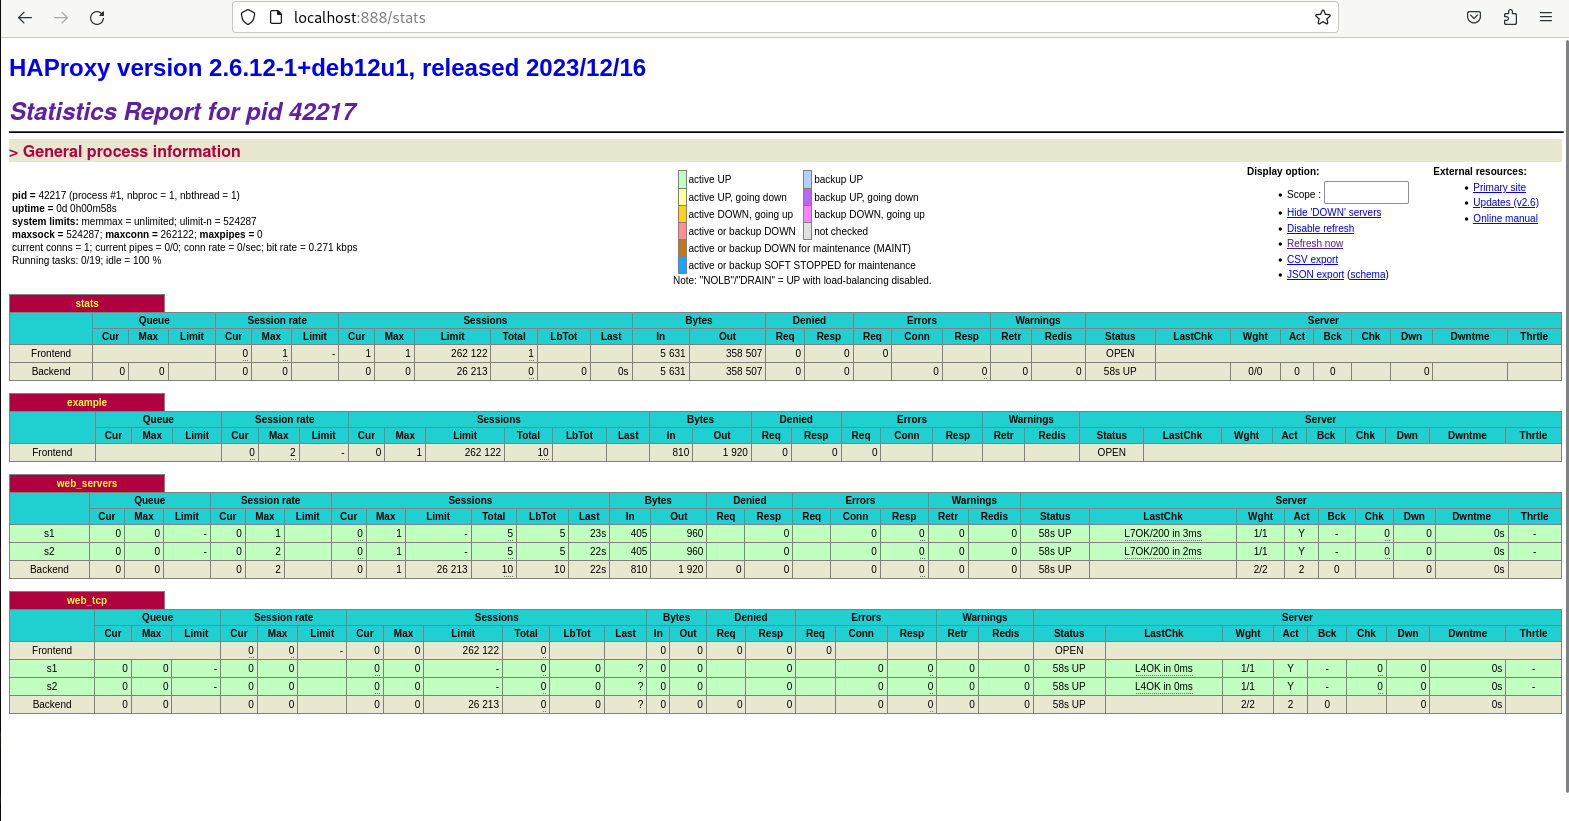 localhost:888/stats
HAProxy version 2.6.12-1+deb12u1, released 2023/12/16
Statistics Report for pid 42217
> General process information
pid = 42217 (process #1, nbproc = 1, nbthread = 1)
uptime = 0d 0h00m58s
system limits: memmax = unlimited; ulimit-n = 524287
maxsock = 524287; maxconn = 262122; maxpipes = 0
current conns = 1; current pipes = 0/0; conn rate = 0/sec; bit rate = 0.271 kbps
Running tasks: 0/19; idle = 100 %
active UP backup UP
active UP, going down backup UP, going down
active DOWN, going up backup DOWN, going up
active or backup DOWN not checked
active or backup DOWN for maintenance (MAINT)
active or backup SOFT STOPPED for maintenance
Note: "NOLB"/"DRAIN" = UP with load-balancing disabled.
Display option:
• Scope :
• Hide 'DOWN' servers
• Disable refresh
• Refresh now
• CSV export
• JSON export (schema)
External resources:
• Primary site
• Updates (v2.6)
• Online manual
stats
Queue Session rate Sessions Bytes Denied Errors Warnings Server
Cur Max Limit Cur Max Limit Cur Max Limit Total LbTot Last In Out Req Resp Req Conn Resp Retr Redis Status LastChk Wght Act Bck Chk Dwn Dwntme Thrtle
Frontend 0 1 - 1 1 262 122 1 5 631 358 507 0 0 0 OPEN
Backend 0 0 0 0 0 0 26 213 0 0 0s 5 631 358 507 0 0 0 0 0 0 58s UP 0/0 0 0 0
example
Queue Session rate Sessions Bytes Denied Errors Warnings Server
Cur Max Limit Cur Max Limit Cur Max Limit Total LbTot Last In Out Req Resp Req Conn Resp Retr Redis Status LastChk Wght Act Bck Chk Dwn Dwntme Thrtle
Frontend 0 2 - 0 1 262 122 10 810 1 920 0 0 0 OPEN
web_servers
Queue Session rate Sessions Bytes Denied Errors Warnings Server
Cur Max Limit Cur Max Limit Cur Max Limit Total LbTot Last In Out Req Resp Req Conn Resp Retr Redis Status LastChk Wght Act Bck Chk Dwn Dwntme Thrtle
s1 0 0 - 0 1 0 1 - 5 5 23s 405 960 0 0 0 0 0 58s UP L7OK/200 in 3ms 1/1 Y - 0 0 0s -
s2 0 0 - 0 2 0 1 - 5 5 22s 405 960 0 0 0 0 0 58s UP L7OK/200 in 2ms 1/1 Y - 0 0 0s -
Backend 0 0 0 2 0 1 26 213 10 10 22s 810 1 920 0 0 0 0 0 0 58s UP 2/2 2 0 0 0s
web_tcp
Queue Session rate Sessions Bytes Denied Errors Warnings Server
Cur Max Limit Cur Max Limit Cur Max Limit Total LbTot Last In Out Req Resp Req Conn Resp Retr Redis Status LastChk Wght Act Bck Chk Dwn Dwntme Thrtle
Frontend 0 0 - 0 0 262 122 0 0 0 0 0 0 OPEN
s1 0 0 - 0 0 0 0 - 0 0 ? 0 0 0 0 0 0 0 58s UP L4OK in 0ms 1/1 Y - 0 0 0s -
s2 0 0 - 0 0 0 0 - 0 0 ? 0 0 0 0 0 0 0 58s UP L4OK in 0ms 1/1 Y - 0 0 0s -
Backend 0 0 0 0 0 0 26 213 0 0 ? 0 0 0 0 0 0 0 0 58s UP 2/2 2 0 0 0s